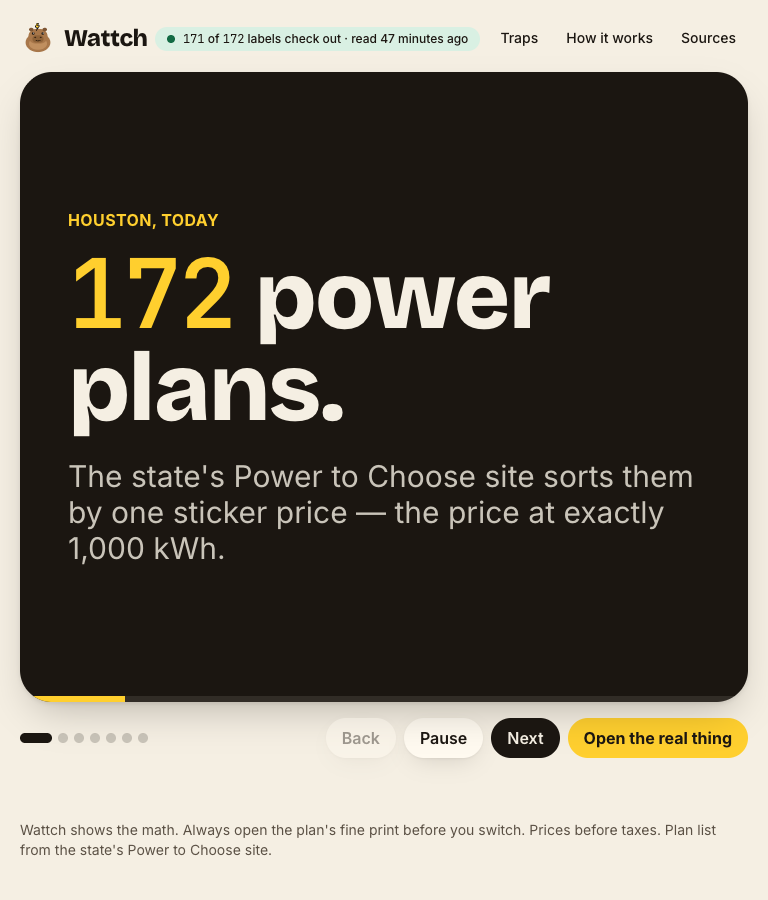 Wattch
171 of 172 labels check out · read 47 minutes ago
Traps
How it works
Sources
HOUSTON, TODAY
172 power
plans.
The state's Power to Choose site sorts them
by one sticker price — the price at exactly
1,000 kWh.
Back
Pause
Next
Open the real thing
Wattch shows the math. Always open the plan's fine print before you switch. Prices before taxes. Plan list
from the state's Power to Choose site.